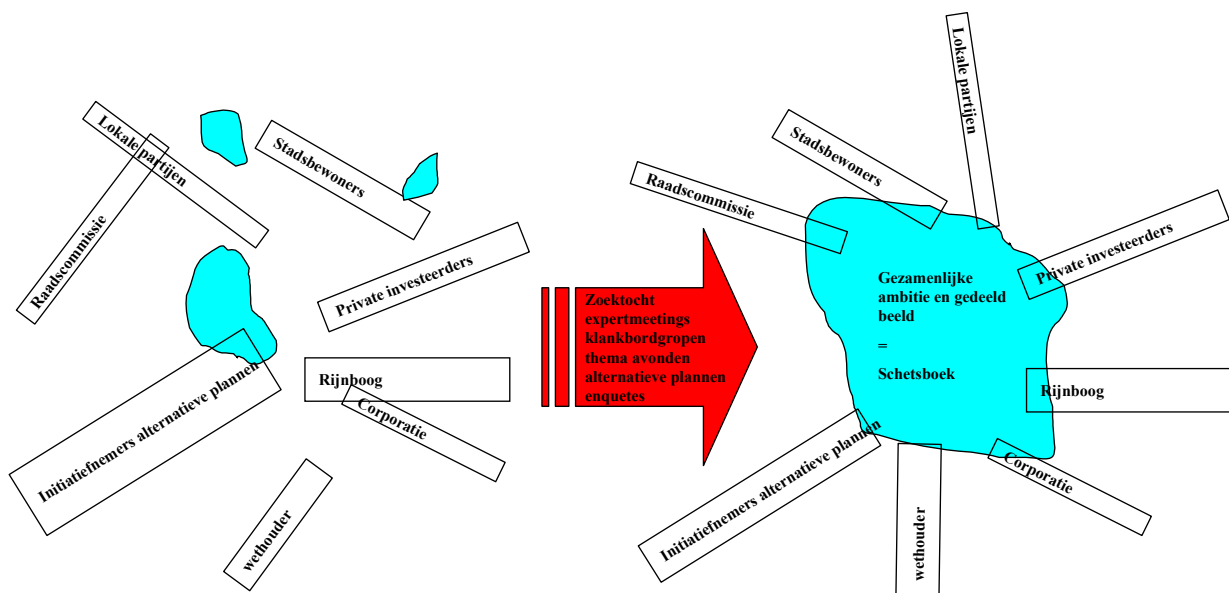 Lokale partijen
Stadsbewoners
Raadscommissie
Private investeerders
Rijnboog
Corporatie
Initiatiefnemers alternatieve plannen
wethouder
Zoektocht
expertmeetings
klankbordgropen
thema avonden
alternatieve plannen
enquetes
Lokale partijen
Stadsbewoners
Raadscommissie
Private investeerders
Gezamenlijke
ambitie en gedeeld
beeld
=
Schetsboek
Rijnboog
Corporatie
Initiatiefnemers alternatieve plannen
wethouder